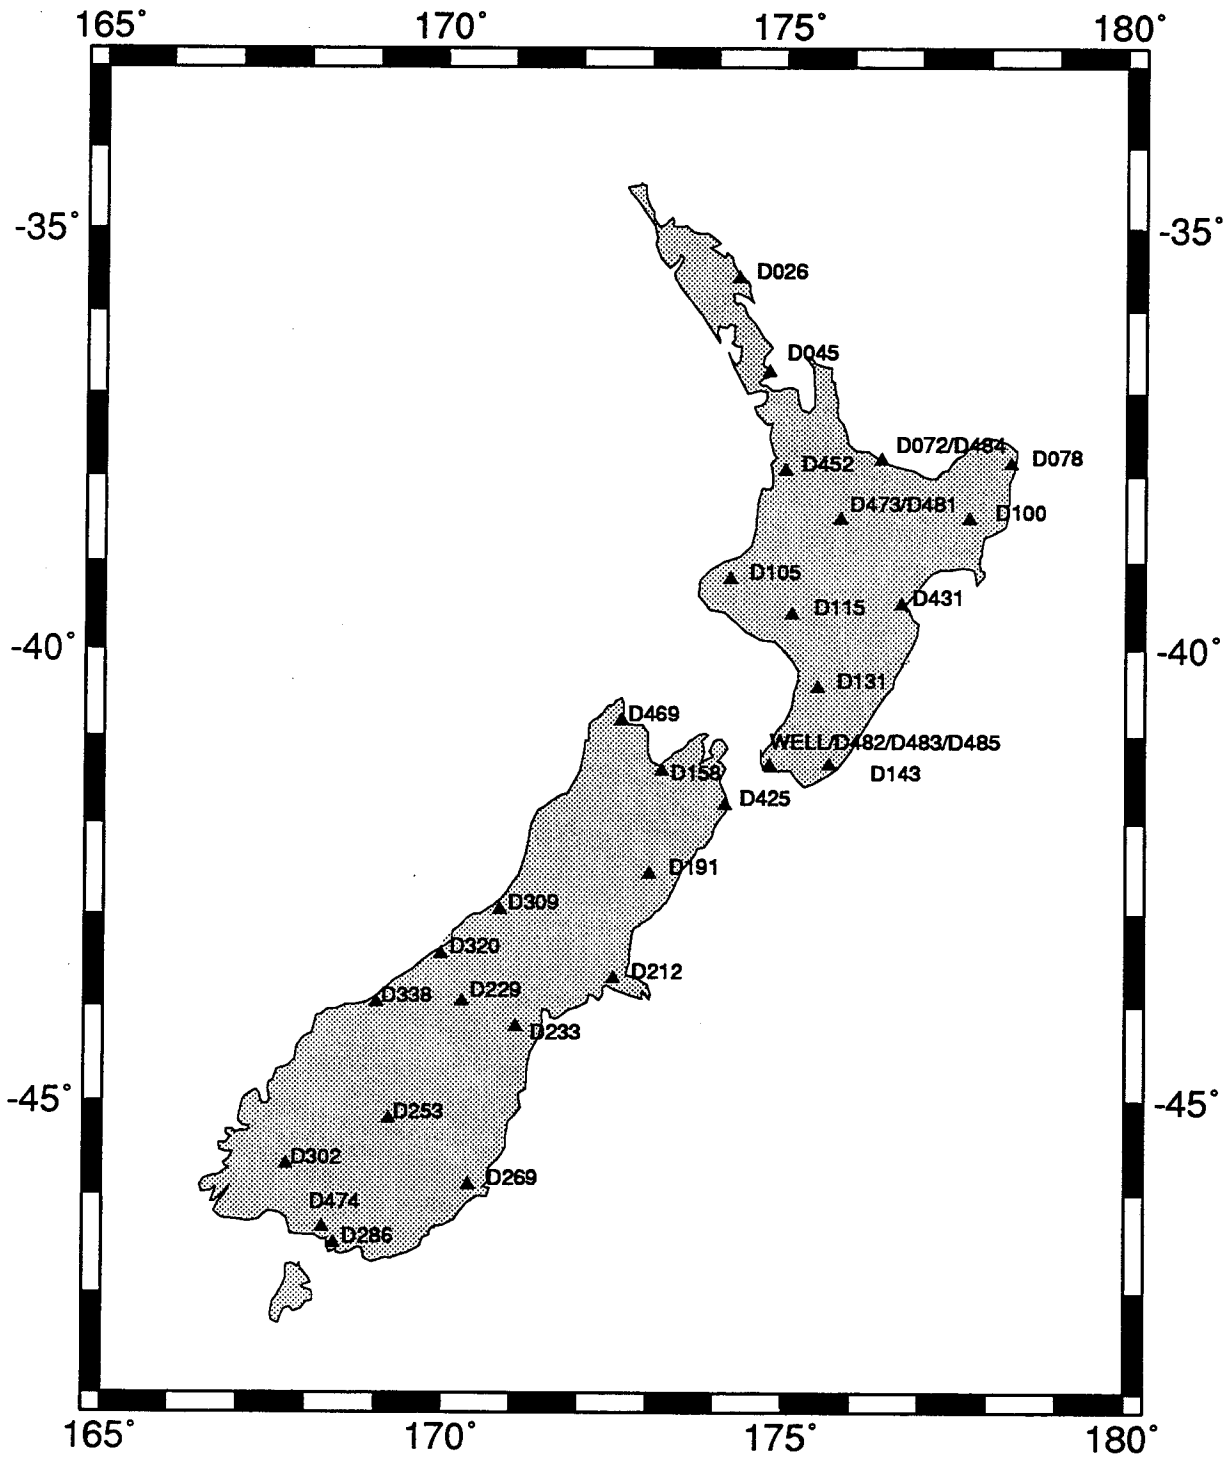 165° 170° 175° 180°
-35° -35°
D026
D045
D072/D484
D452 D078
D473/D481
D100
D105
D431
D115
-40° -40°
D131
D469
WELL/D482/D483/D485
D158 D143
D425
D191
D309
D320
D212
D338 D229
D233
-45° -45°
D253
D302
D269
D474
D286
165° 170° 175° 180°